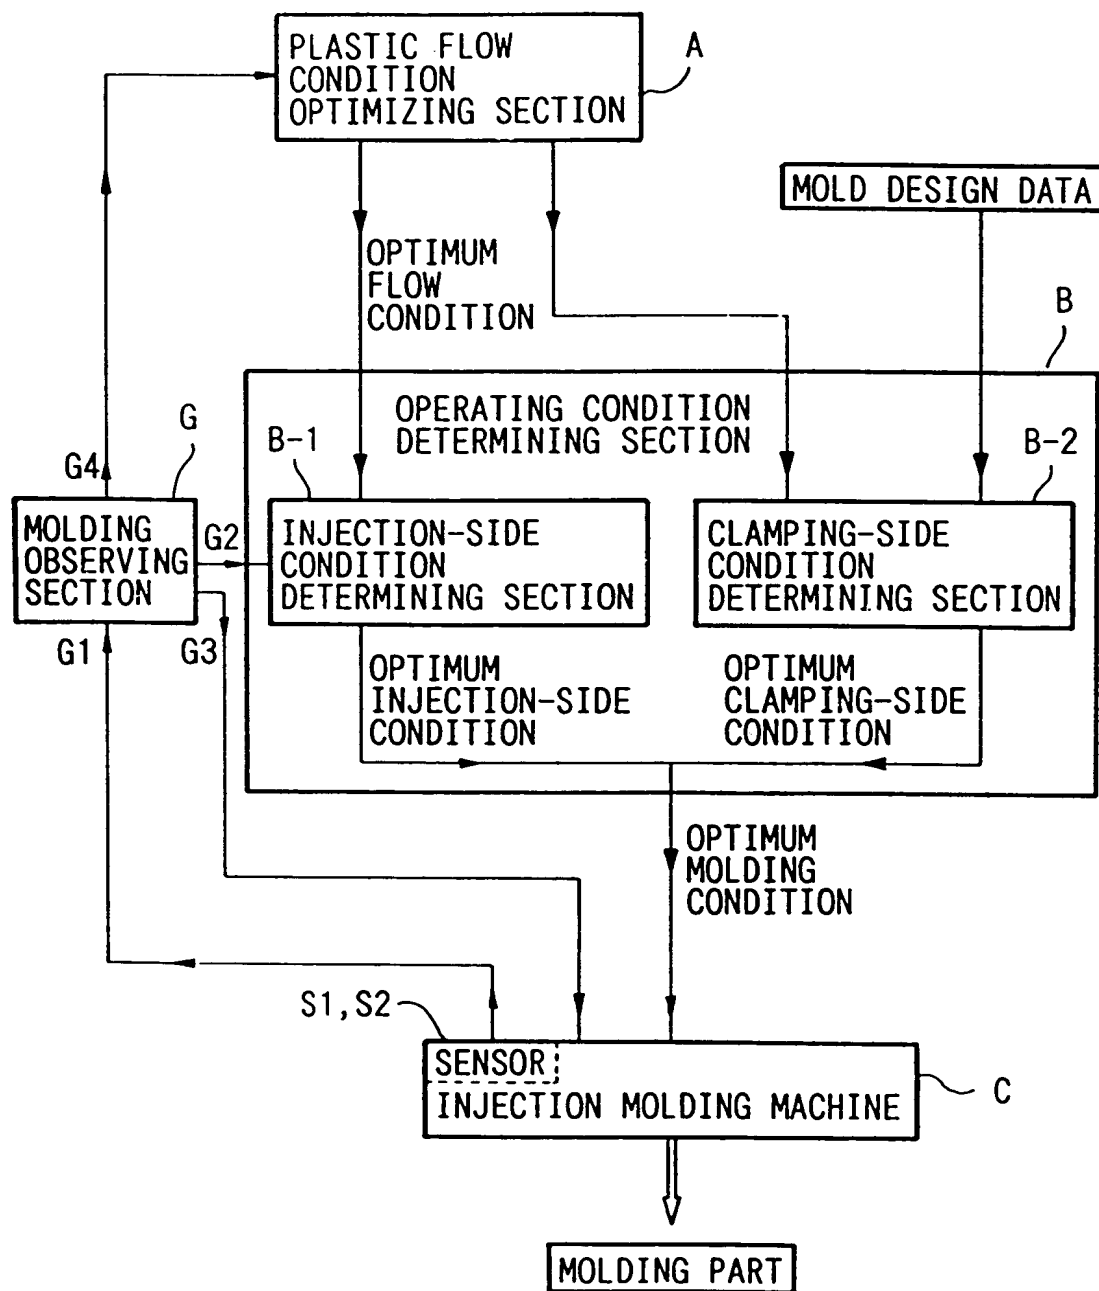 PLASTIC FLOW
CONDITION
OPTIMIZING SECTION
A
MOLD DESIGN DATA
OPTIMUM
FLOW
CONDITION
B
OPERATING CONDITION
DETERMINING SECTION
G
B-1
B-2
G4
MOLDING
OBSERVING
SECTION
G2
INJECTION-SIDE
CONDITION
DETERMINING SECTION
CLAMPING-SIDE
CONDITION
DETERMINING SECTION
G1
G3
OPTIMUM
INJECTION-SIDE
CONDITION
OPTIMUM
CLAMPING-SIDE
CONDITION
OPTIMUM
MOLDING
CONDITION
S1,S2
SENSOR
INJECTION MOLDING MACHINE
C
MOLDING PART